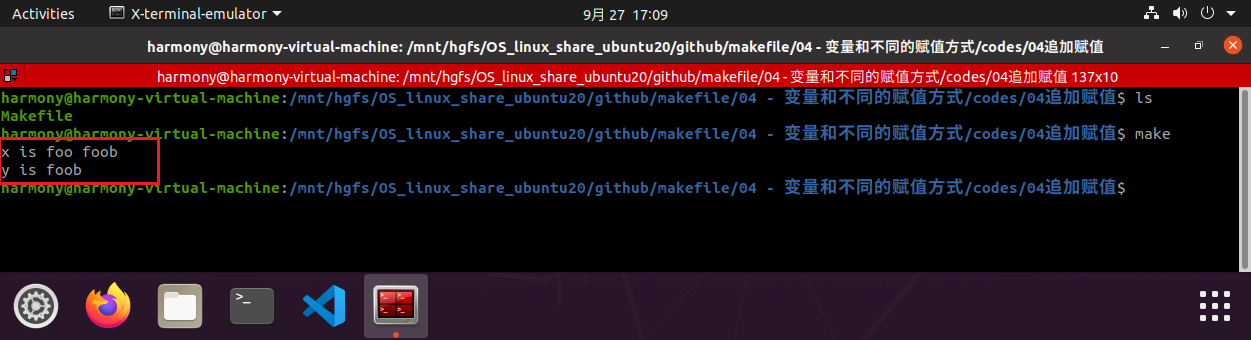 Activities X-terminal-emulator 9月 27 17:09
harmony@harmony-virtual-machine: /mnt/hgfs/OS_linux_share_ubuntu20/github/makefile/04 - 变量和不同的赋值方式/codes/04追加赋值
harmony@harmony-virtual-machine: /mnt/hgfs/OS_linux_share_ubuntu20/github/makefile/04 - 变量和不同的赋值方式/codes/04追加赋值 137x10
harmony@harmony-virtual-machine:/mnt/hgfs/OS_linux_share_ubuntu20/github/makefile/04 - 变量和不同的赋值方式/codes/04追加赋值$ ls
Makefile
harmony@harmony-virtual-machine:/mnt/hgfs/OS_linux_share_ubuntu20/github/makefile/04 - 变量和不同的赋值方式/codes/04追加赋值$ make
x is foo foob
y is foob
harmony@harmony-virtual-machine:/mnt/hgfs/OS_linux_share_ubuntu20/github/makefile/04 - 变量和不同的赋值方式/codes/04追加赋值$